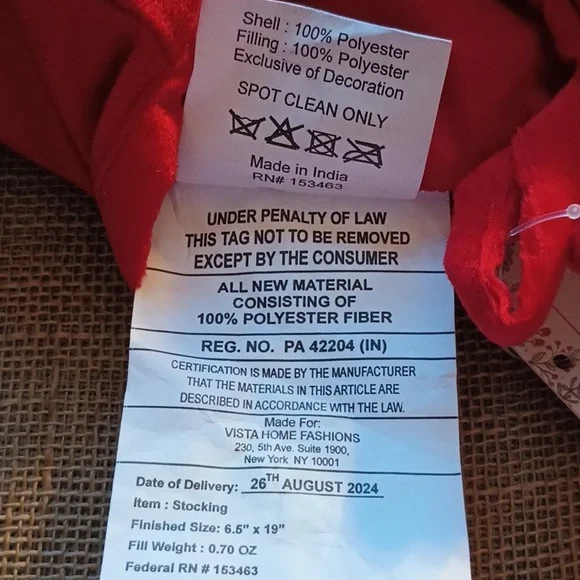 Shell : 100% Polyester
Filling : 100% Polyester
Exclusive of Decoration
SPOT CLEAN ONLY
Made in India
RN# 153463
UNDER PENALTY OF LAW
THIS TAG NOT TO BE REMOVED
EXCEPT BY THE CONSUMER
ALL NEW MATERIAL
CONSISTING OF
100% POLYESTER FIBER
REG. NO. PA 42204 (IN)
CERTIFICATION IS MADE BY THE MANUFACTURER
THAT THE MATERIALS IN THIS ARTICLE ARE
DESCRIBED IN ACCORDANCE WITH THE LAW.
Made For:
VISTA HOME FASHIONS
230, 5th Ave. Suite 1900,
New York NY 10001
Date of Delivery: 26TH AUGUST 2024
Item : Stocking
Finished Size: 6.5" x 19"
Fill Weight : 0.70 OZ
Federal RN # 153463